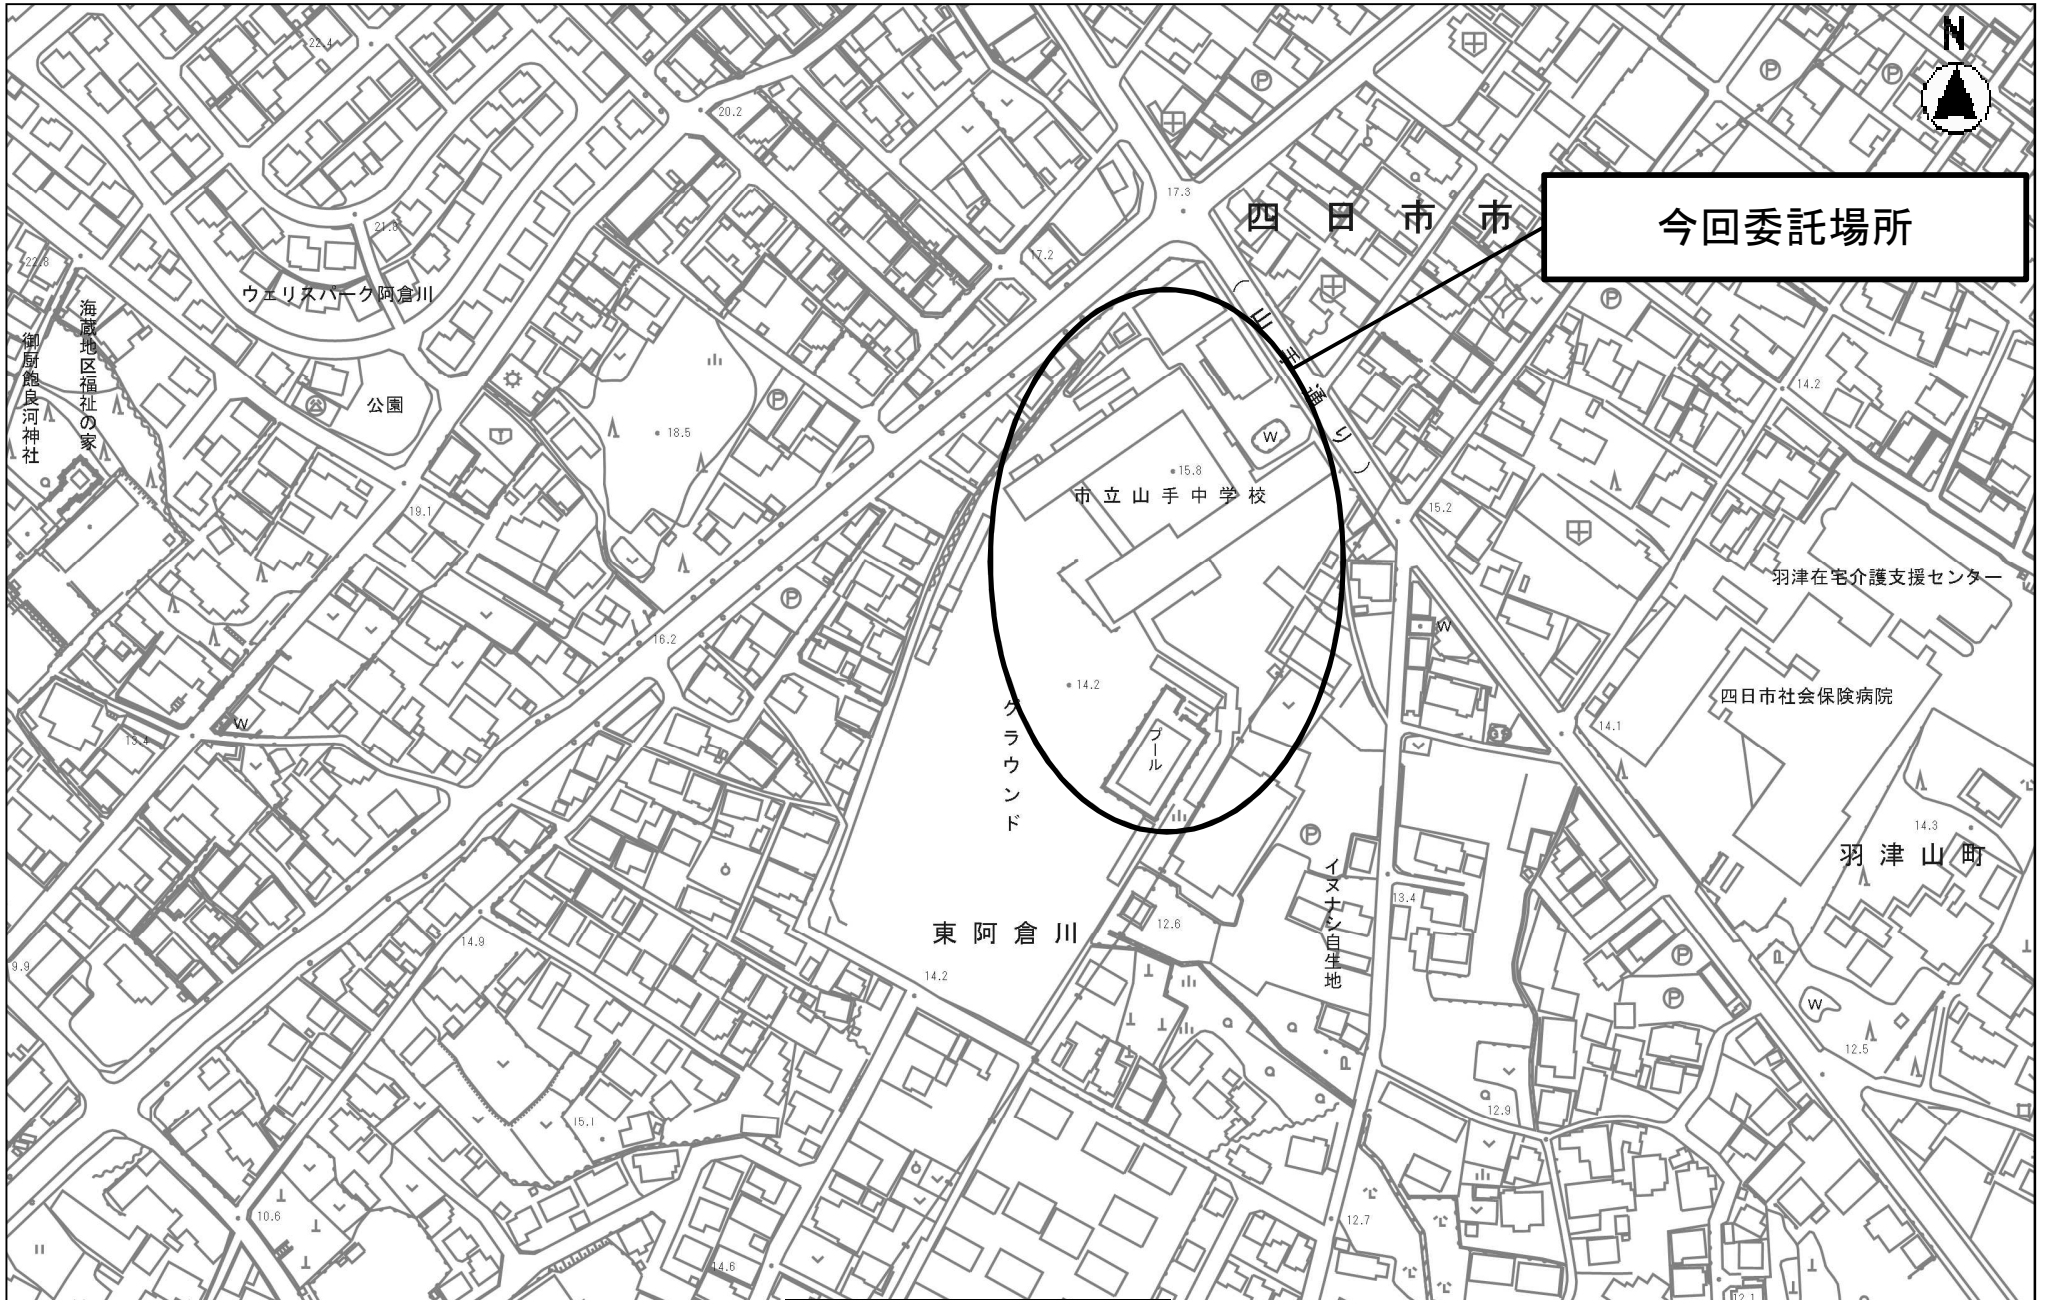 22.4
N
20.2
17.3
四日市市
今回委託場所
21.8
17.2
22.8
ウェリスパーク阿倉川
海蔵地区福祉の家
御厨飽良河神社
(山手通り)
公園
14.2
18.5
W
15.8
市立山手中学校
19.1
15.2
羽津在宅介護支援センター
16.2
W
14.2
四日市社会保険病院
グラウンド
プール
W
13.4
14.1
14.3
羽津山町
イヌナシ自生地
13.4
12.6
東阿倉川
14.9
9.9
14.2
W
12.5
12.9
15.1
10.6
12.7
14.6
12.1